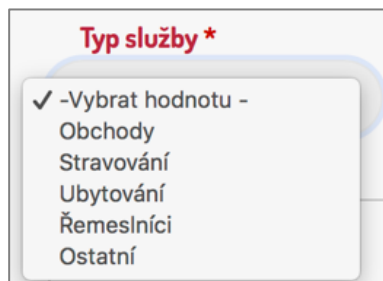 Typ služby *
✓ -Vybrat hodnotu -
Obchody
Stravování
Ubytování
Řemeslníci
Ostatní